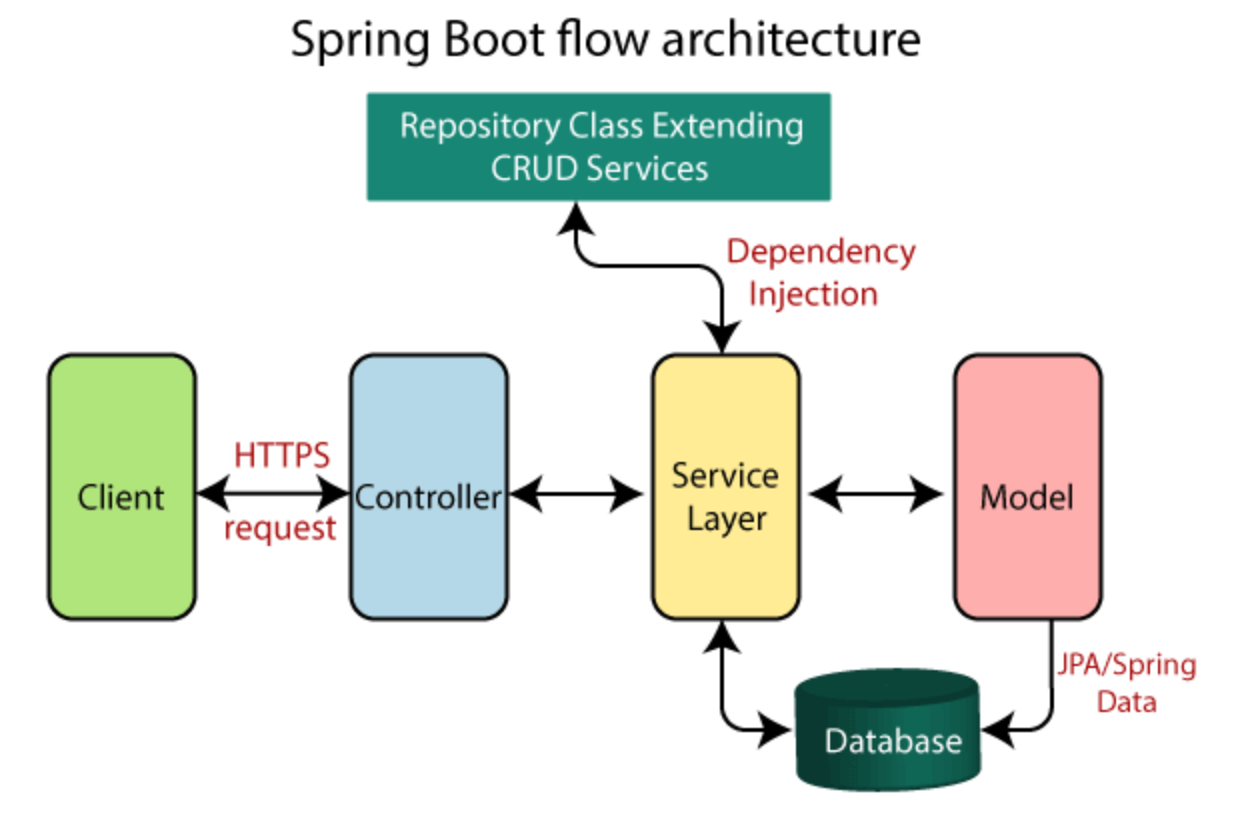 Spring Boot flow architecture
Repository Class Extending
CRUD Services
Dependency
Injection
Client
HTTPS
request
Controller
Service
Layer
Model
JPA/Spring
Data
Database